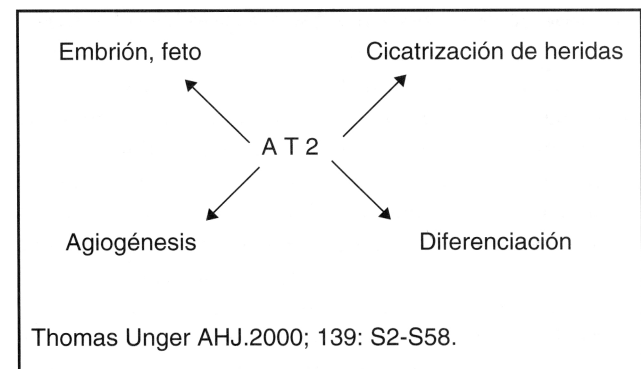 Embrión, feto
Cicatrización de heridas
A T 2
Agiogénesis
Diferenciación
Thomas Unger AHJ.2000; 139: S2-S58.